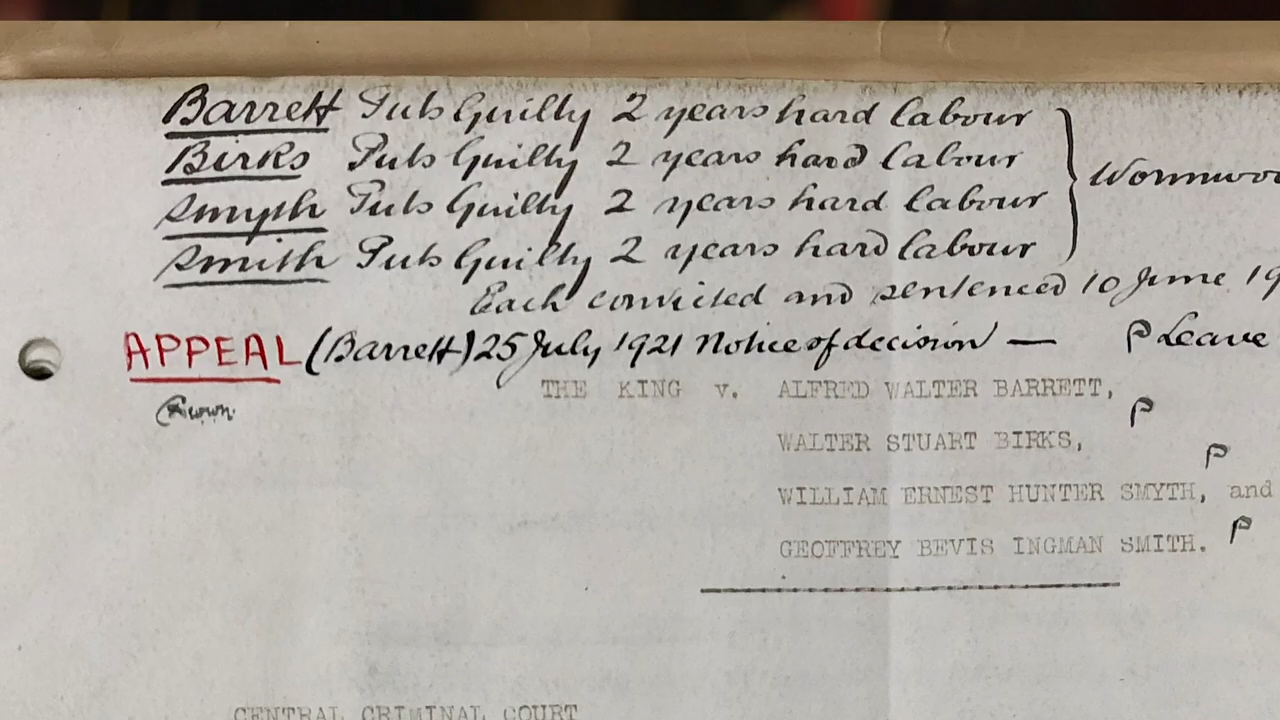 Barrett Puts Guilty 2 years hard labour
Birks Puts Guilty 2 years hard labour
Smyth Puts Guilty 2 years hard labour
Smith Puts Guilty 2 years hard labour
Wormwoo
Each convicted and sentenced 10 June 19
APPEAL (Barrett) 25 July 1921 Notice of decision — P Leave
THE KING v. ALFRED WALTER BARRETT,
P
WALTER STUART BIRKS,
P
WILLIAM ERNEST HUNTER SMYTH, and
GEOFFREY BEVIS INGMAN SMITH. P
CENTRAL CRIMINAL COURT